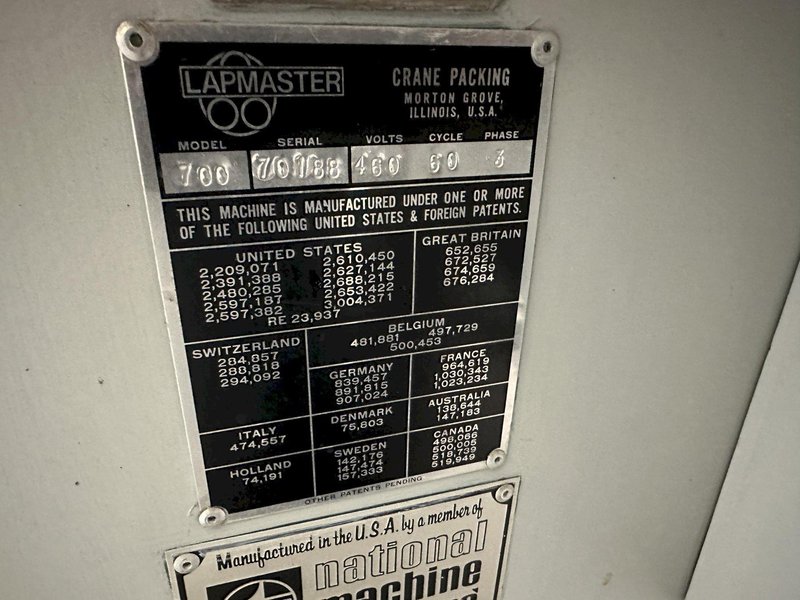 LAPMASTER
CRANE PACKING
MORTON GROVE,
ILLINOIS, U.S.A.
MODEL SERIAL VOLTS CYCLE PHASE
700 70788 460 60 3
THIS MACHINE IS MANUFACTURED UNDER ONE OR MORE
OF THE FOLLOWING UNITED STATES & FOREIGN PATENTS.
UNITED STATES
2,209,071 2,610,450
2,391,388 2,627,144
2,480,285 2,688,215
2,597,187 2,653,422
2,597,382 3,004,371
RE 23,937
GREAT BRITAIN
652,655
672,527
674,659
676,284
SWITZERLAND
284,857
288,818
294,092
BELGIUM
481,881 497,729
500,453
GERMANY
839,457
891,815
907,024
FRANCE
964,619
1,030,343
1,023,234
AUSTRALIA
138,644
147,183
ITALY
474,557
DENMARK
75,803
CANADA
498,066
500,005
518,739
519,949
HOLLAND
74,191
SWEDEN
142,176
147,474
157,333
OTHER PATENTS PENDING
Manufactured in the U.S.A. by a member of
national
machine